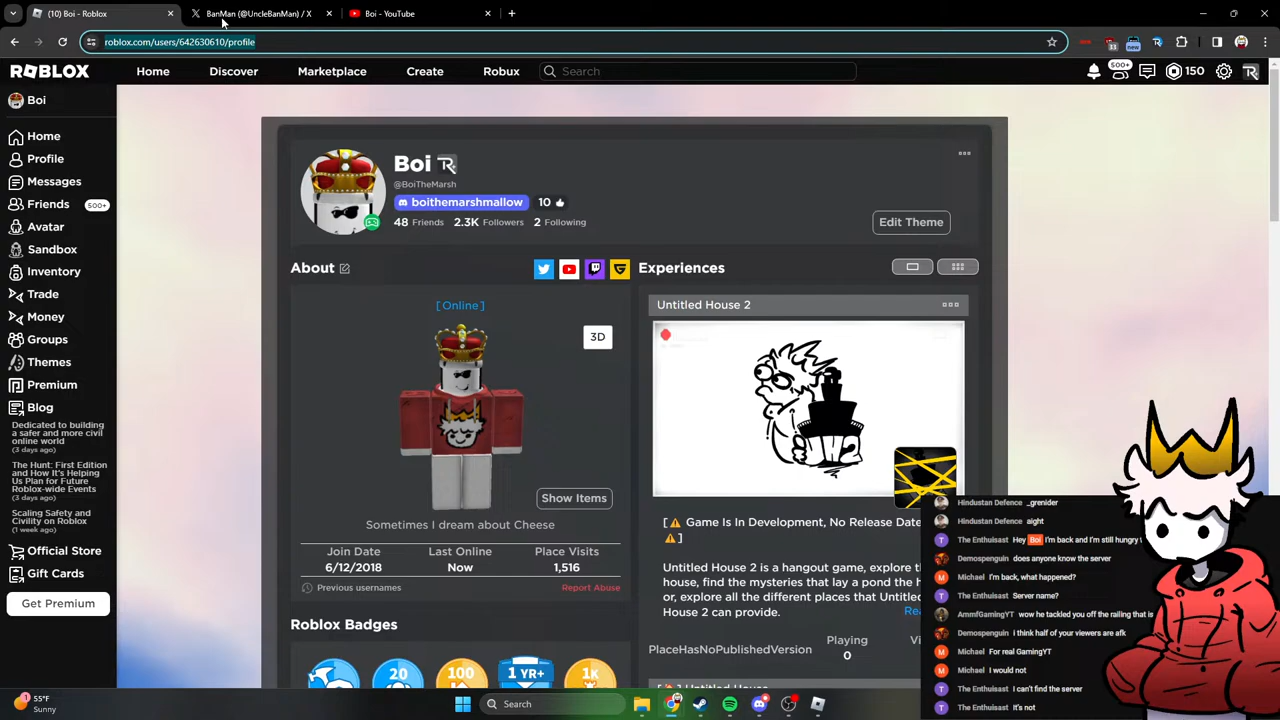 (10) Boi - Roblox
BanMan (@UncleBanMan) / X
Boi - YouTube
roblox.com/users/642630610/profile
33
new
ROBLOX
Home
Discover
Marketplace
Create
Robux
Search
500+
150
Boi
Home
Profile
Messages
Friends
500+
Avatar
Sandbox
Inventory
Trade
Money
Groups
Themes
Premium
Blog
Dedicated to building
a safer and more civil
online world
(3 days ago)
The Hunt: First Edition
and How It's Helping
Us Plan for Future
Roblox-wide Events
(3 days ago)
Scaling Safety and
Civility on Roblox
(1 week ago)
Official Store
Gift Cards
Get Premium
Boi
@BoiTheMarsh
boithemarshmallow
10
48 Friends
2.3K Followers
2 Following
Edit Theme
About
[Online]
3D
Show Items
Sometimes I dream about Cheese
Join Date
6/12/2018
Last Online
Now
Place Visits
1,516
Previous usernames
Report Abuse
Roblox Badges
20
100
1 YR+
1K
Experiences
Untitled House 2
[⚠ Game Is In Development, No Release Date
⚠]
Untitled House 2 is a hangout game, explore
house, find the mysteries that lay a pond the
or, explore all the different places that Untitled
House 2 can provide.
PlaceHasNoPublishedVersion
Playing
0
Hindustan Defence _grenider
Hindustan Defence aight
The Enthuisast Hey Boi I'm back and I'm still hungry
Demospenguin does anyone know the server
Michael I'm back, what happened?
The Enthuisast Server name?
AmmfGamingYT wow he tackled you off the railing that is
Demospenguin I think half of your viewers are afk
Michael For real GamingYT
Michael I would not
The Enthuisast I can't find the server
The Enthuisast It's not
55°F
Sunny
Search